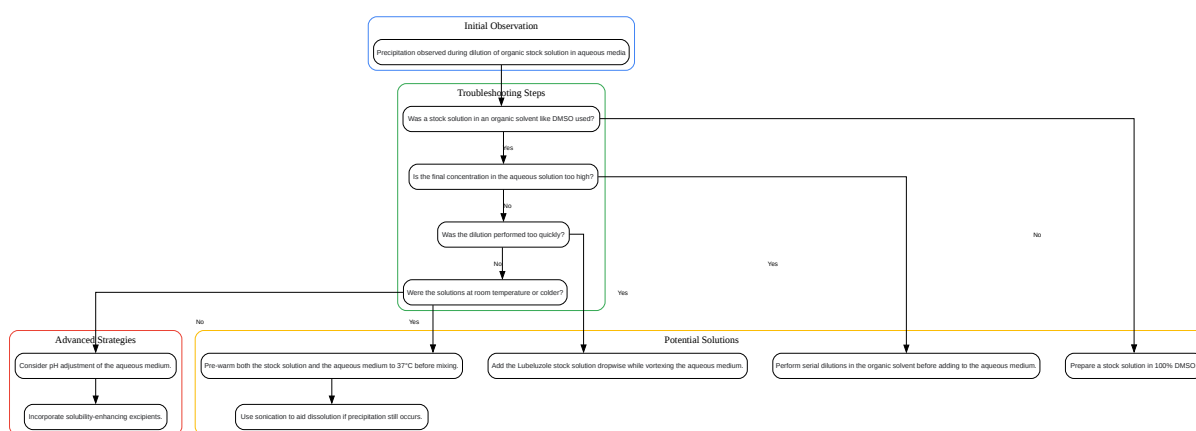 Initial Observation
Precipitation observed during dilution of organic stock solution in aqueous media
Troubleshooting Steps
Was a stock solution in an organic solvent like DMSO used?
Yes
Is the final concentration in the aqueous solution too high?
No
Was the dilution performed too quickly?
No
No
Yes
Were the solutions at room temperature or colder?
Yes
No
Yes
Advanced Strategies
Potential Solutions
Consider pH adjustment of the aqueous medium.
Pre-warm both the stock solution and the aqueous medium to 37°C before mixing.
Add the Lubeluzole stock solution dropwise while vortexing the aqueous medium.
Perform serial dilutions in the organic solvent before adding to the aqueous medium.
Prepare a stock solution in 100% DMSO
Incorporate solubility-enhancing excipients.
Use sonication to aid dissolution if precipitation still occurs.